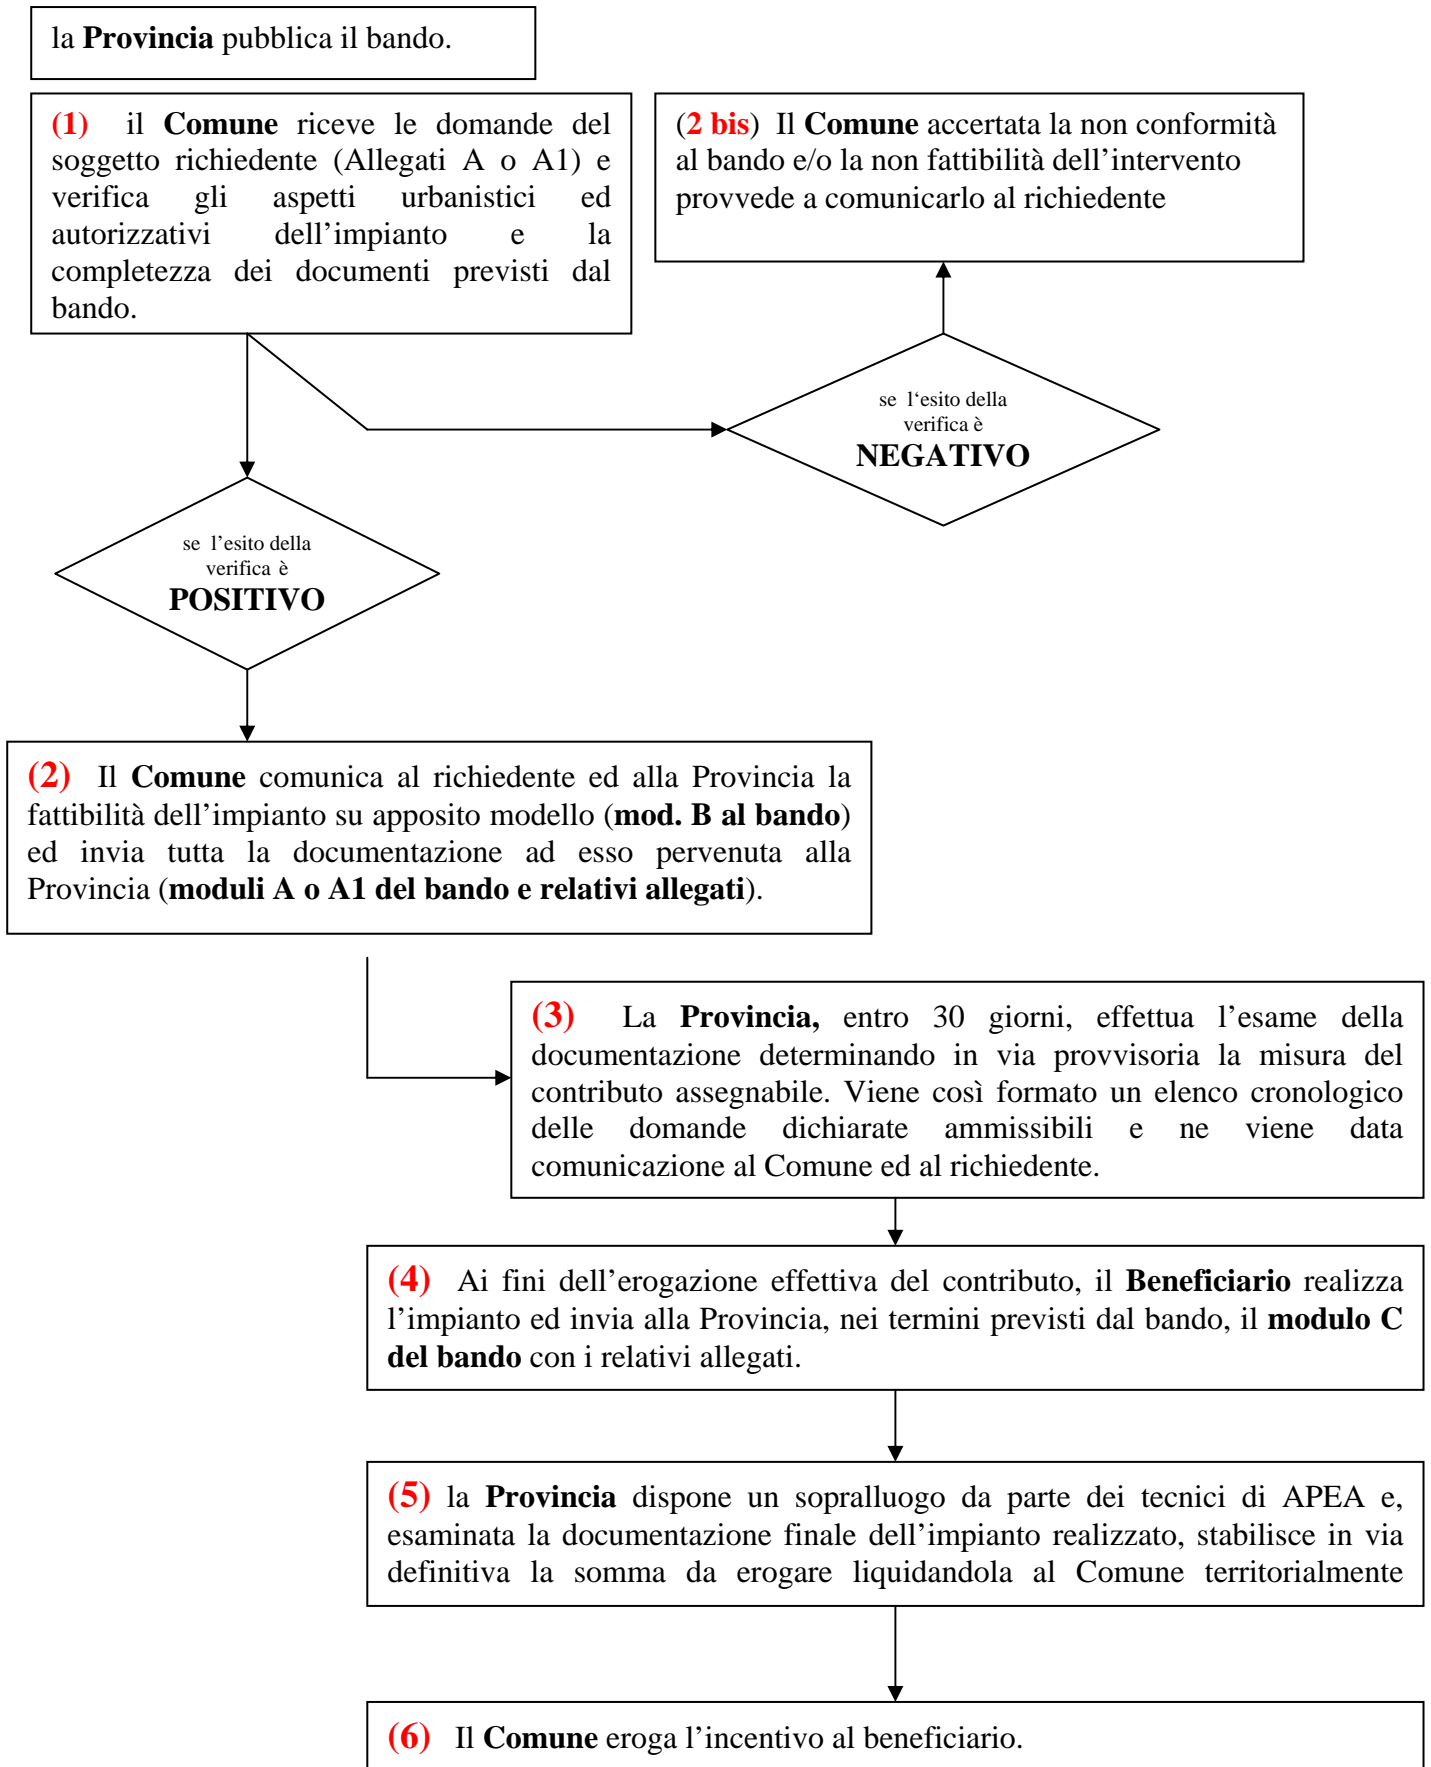 la Provincia pubblica il bando.
(1) il Comune riceve le domande del
soggetto richiedente (Allegati A o A1) e
verifica gli aspetti urbanistici ed
autorizzativi dell’impianto e la
completezza dei documenti previsti dal
bando.
(2 bis) Il Comune accertata la non conformità
al bando e/o la non fattibilità dell’intervento
provvede a comunicarlo al richiedente
se l‘esito della
verifica è
NEGATIVO
se l’esito della
verifica è
POSITIVO
(2) Il Comune comunica al richiedente ed alla Provincia la
fattibilità dell’impianto su apposito modello (mod. B al bando)
ed invia tutta la documentazione ad esso pervenuta alla
Provincia (moduli A o A1 del bando e relativi allegati).
(3) La Provincia, entro 30 giorni, effettua l’esame della
documentazione determinando in via provvisoria la misura del
contributo assegnabile. Viene così formato un elenco cronologico
delle domande dichiarate ammissibili e ne viene data
comunicazione al Comune ed al richiedente.
(4) Ai fini dell’erogazione effettiva del contributo, il Beneficiario realizza
l’impianto ed invia alla Provincia, nei termini previsti dal bando, il modulo C
del bando con i relativi allegati.
(5) la Provincia dispone un sopralluogo da parte dei tecnici di APEA e,
esaminata la documentazione finale dell’impianto realizzato, stabilisce in via
definitiva la somma da erogare liquidandola al Comune territorialmente
(6) Il Comune eroga l’incentivo al beneficiario.